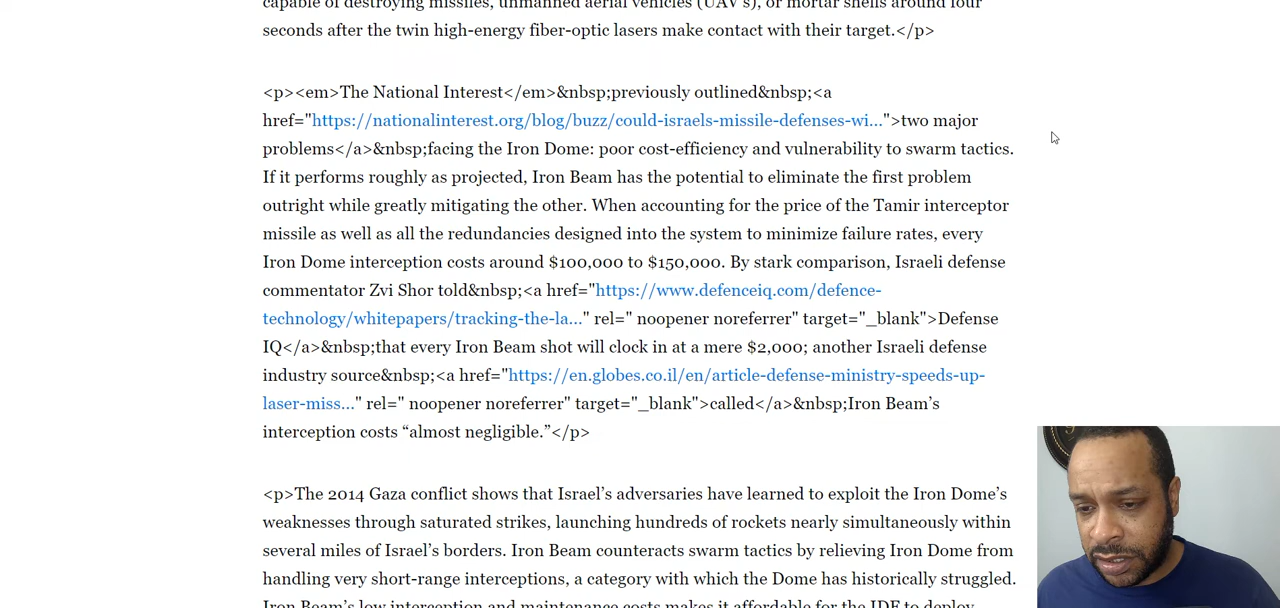 capable of destroying missiles, unmanned aerial vehicles (UAV's), or mortar shells around four
seconds after the twin high-energy fiber-optic lasers make contact with their target.</p>
<p><em>The National Interest</em>&nbsp;previously outlined&nbsp;<a
href="https://nationalinterest.org/blog/buzz/could-israels-missile-defenses-wi...">two major
problems</a>&nbsp;facing the Iron Dome: poor cost-efficiency and vulnerability to swarm tactics.
If it performs roughly as projected, Iron Beam has the potential to eliminate the first problem
outright while greatly mitigating the other. When accounting for the price of the Tamir interceptor
missile as well as all the redundancies designed into the system to minimize failure rates, every
Iron Dome interception costs around $100,000 to $150,000. By stark comparison, Israeli defense
commentator Zvi Shor told&nbsp;<a href="https://www.defenceiq.com/defence-
technology/whitepapers/tracking-the-la..." rel=" noopener noreferrer" target="_blank">Defense
IQ</a>&nbsp;that every Iron Beam shot will clock in at a mere $2,000; another Israeli defense
industry source&nbsp;<a href="https://en.globes.co.il/en/article-defense-ministry-speeds-up-
laser-miss..." rel=" noopener noreferrer" target="_blank">called</a>&nbsp;Iron Beam’s
interception costs “almost negligible.”</p>
<p>The 2014 Gaza conflict shows that Israel’s adversaries have learned to exploit the Iron Dome’s
weaknesses through saturated strikes, launching hundreds of rockets nearly simultaneously within
several miles of Israel’s borders. Iron Beam counteracts swarm tactics by relieving Iron Dome from
handling very short-range interceptions, a category with which the Dome has historically struggled.
Iron Beam’s low interception and maintenance costs makes it affordable for the IDF to deploy